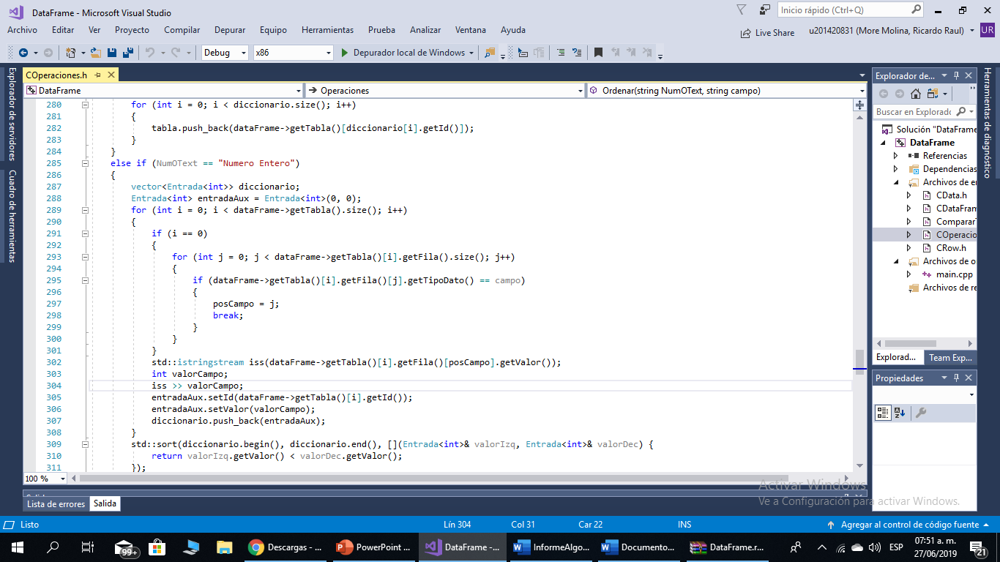 DataFrame - Microsoft Visual Studio
Inicio rápido (Ctrl+Q)
Archivo Editar Ver Proyecto Compilar Depurar Equipo Herramientas Prueba Analizar Ventana Ayuda
Live Share
u201420831 (More Molina, Ricardo Raul)
UR
Debug x86 Depurador local de Windows
Explorador de servidores
Cuadro de herramientas
COperaciones.h
DataFrame
Operaciones
Ordenar(string NumOText, string campo)
280 for (int i = 0; i < diccionario.size(); i++)
281 {
282 tabla.push_back(dataFrame->getTabla()[diccionario[i].getId()]);
283 }
284 }
285 else if (NumOText == "Numero Entero")
286 {
287 vector<Entrada<int>> diccionario;
288 Entrada<int> entradaAux = Entrada<int>(0, 0);
289 for (int i = 0; i < dataFrame->getTabla().size(); i++)
290 {
291 if (i == 0)
292 {
293 for (int j = 0; j < dataFrame->getTabla()[i].getFila().size(); j++)
294 {
295 if (dataFrame->getTabla()[i].getFila()[j].getTipoDato() == campo)
296 {
297 posCampo = j;
298 break;
299 }
300 }
301 }
302 std::istringstream iss(dataFrame->getTabla()[i].getFila()[posCampo].getValor());
303 int valorCampo;
304 iss >> valorCampo;
305 entradaAux.setId(dataFrame->getTabla()[i].getId());
306 entradaAux.setValor(valorCampo);
307 diccionario.push_back(entradaAux);
308 }
309 std::sort(diccionario.begin(), diccionario.end(), [](Entrada<int>& valorIzq, Entrada<int>& valorDec) {
310 return valorIzq.getValor() < valorDec.getValor();
311 });
100 %
Explorador de...
Buscar en Explorado
Solución "DataFrame
DataFrame
Referencias
Dependencias
Archivos de e
CData.h
CDataFram
Comparar
COperacio
CRow.h
Archivos de o
main.cpp
Archivos de re
Explorad... Team Exp...
Propiedades
Herramientas de diagnóstico
Salida
Lista de errores Salida
Activar Windows
Ve a Configuración para activar Windows.
Listo Lín 304 Col 31 Car 22 INS Agregar al control de código fuente
99+
Descargas - ... PowerPoint ... DataFrame -... InformeAlgo... Documento... DataFrame.r...
ESP
07:51 a. m.
27/06/2019
21